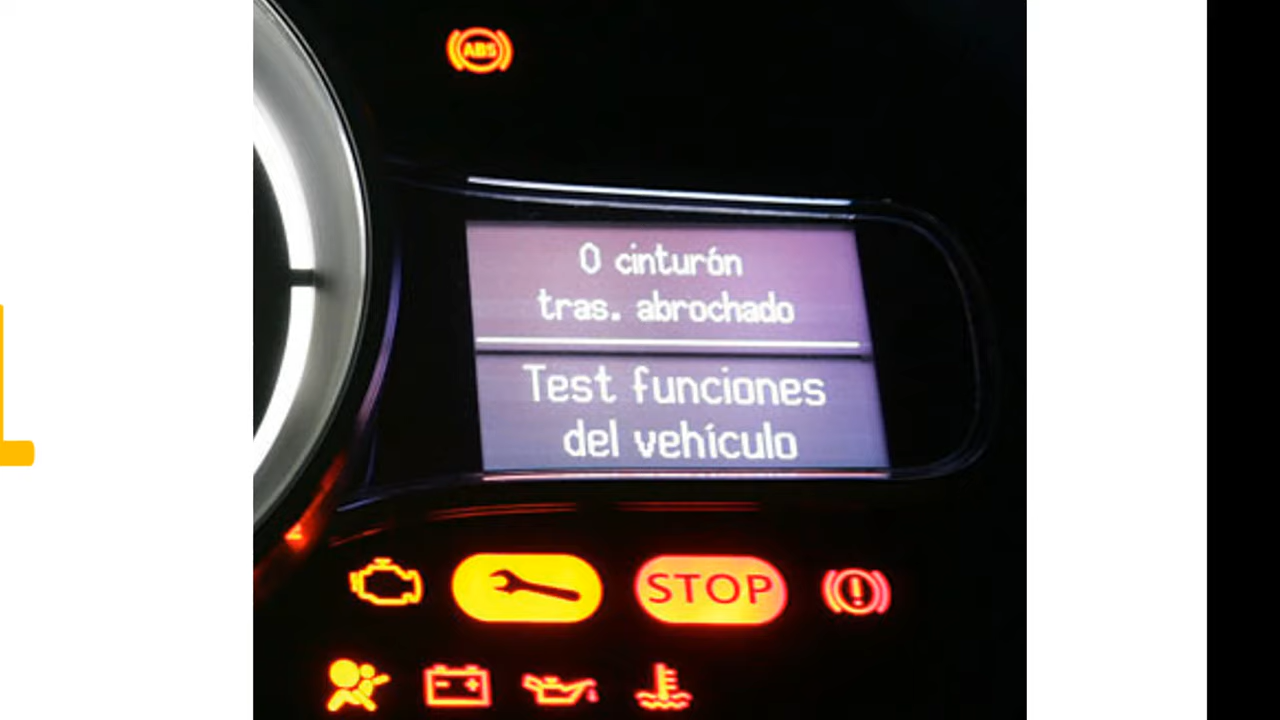 ABS
0 cinturón
tras. abrochado
Test funciones
del vehículo
STOP